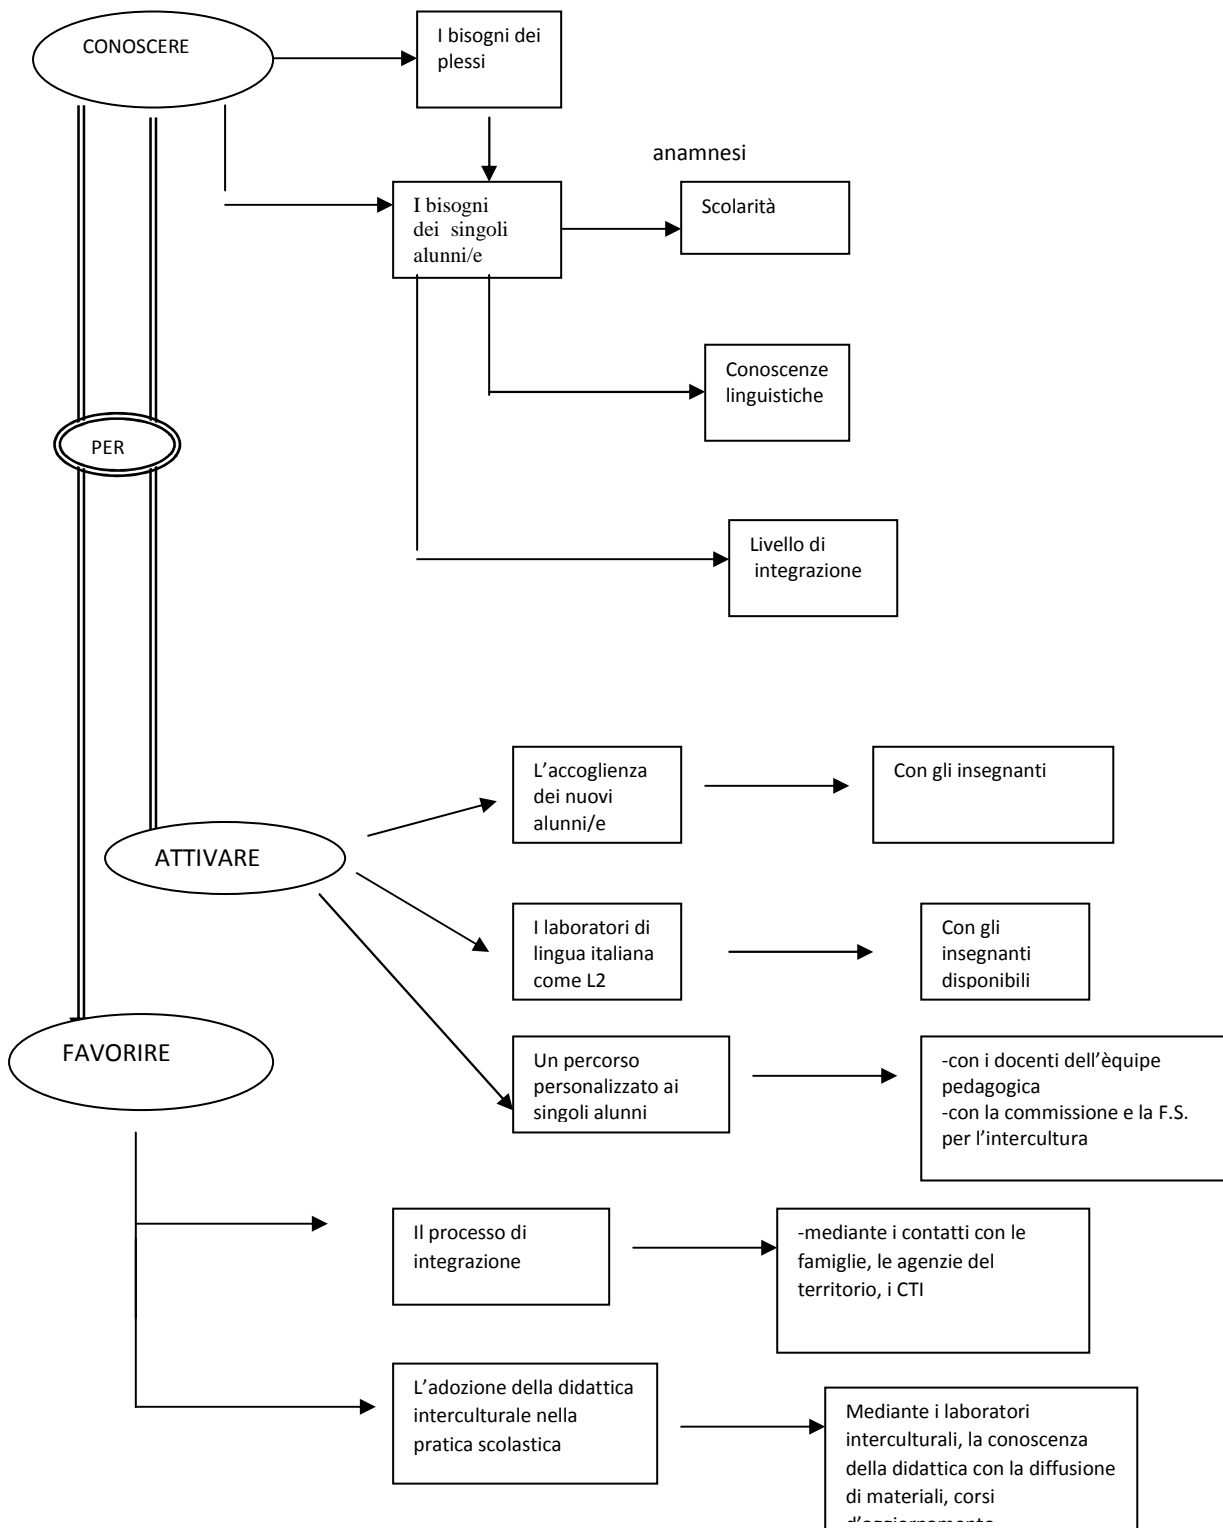 CONOSCERE
I bisogni dei
plessi
anamnesi
I bisogni
dei singoli
alunni/e
Scolarità
Conoscenze
linguistiche
PER
Livello di
integrazione
L’accoglienza
dei nuovi
alunni/e
Con gli insegnanti
ATTIVARE
I laboratori di
lingua italiana
come L2
Con gli
insegnanti
disponibili
FAVORIRE
Un percorso
personalizzato ai
singoli alunni
-con i docenti dell’èquipe
pedagogica
-con la commissione e la F.S.
per l’intercultura
Il processo di
integrazione
-mediante i contatti con le
famiglie, le agenzie del
territorio, i CTI
L’adozione della didattica
interculturale nella
pratica scolastica
Mediante i laboratori
interculturali, la conoscenza
della didattica con la diffusione
di materiali, corsi